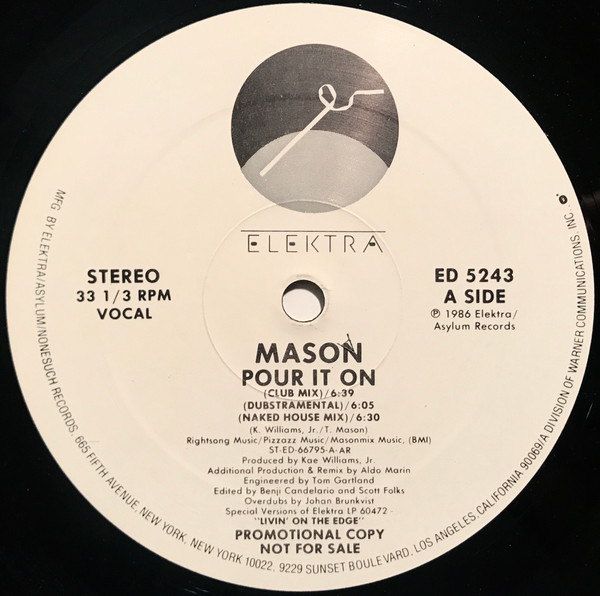 ELEKTRA
STEREO
33 1/3 RPM
VOCAL
ED 5243
A SIDE
℗ 1986 Elektra/
Asylum Records
MASON
POUR IT ON
(CLUB MIX)/6:39
(DUBSTRAMENTAL)/6:05
(NAKED HOUSE MIX)/6:30
(K. Williams, Jr./T. Mason)
Rightsong Music/Pizzazz Music/Masonmix Music, (BMI)
ST-ED-66795-A-AR
Produced by Kae Williams, Jr.
Additional Production & Remix by Aldo Marin
Engineered by Tom Gartland
Edited by Benji Candelario and Scott Folks
Overdubs by Johan Brunkvist
Special Versions of Elektra LP 60472 -
"LIVIN' ON THE EDGE"
PROMOTIONAL COPY
NOT FOR SALE
MFG. BY ELEKTRA/ASYLUM/NONESUCH RECORDS, 665 FIFTH AVENUE, NEW YORK, NEW YORK 10022, 9229 SUNSET BOULEVARD, LOS ANGELES, CALIFORNIA 90069/A DIVISION OF WARNER COMMUNICATIONS, INC.